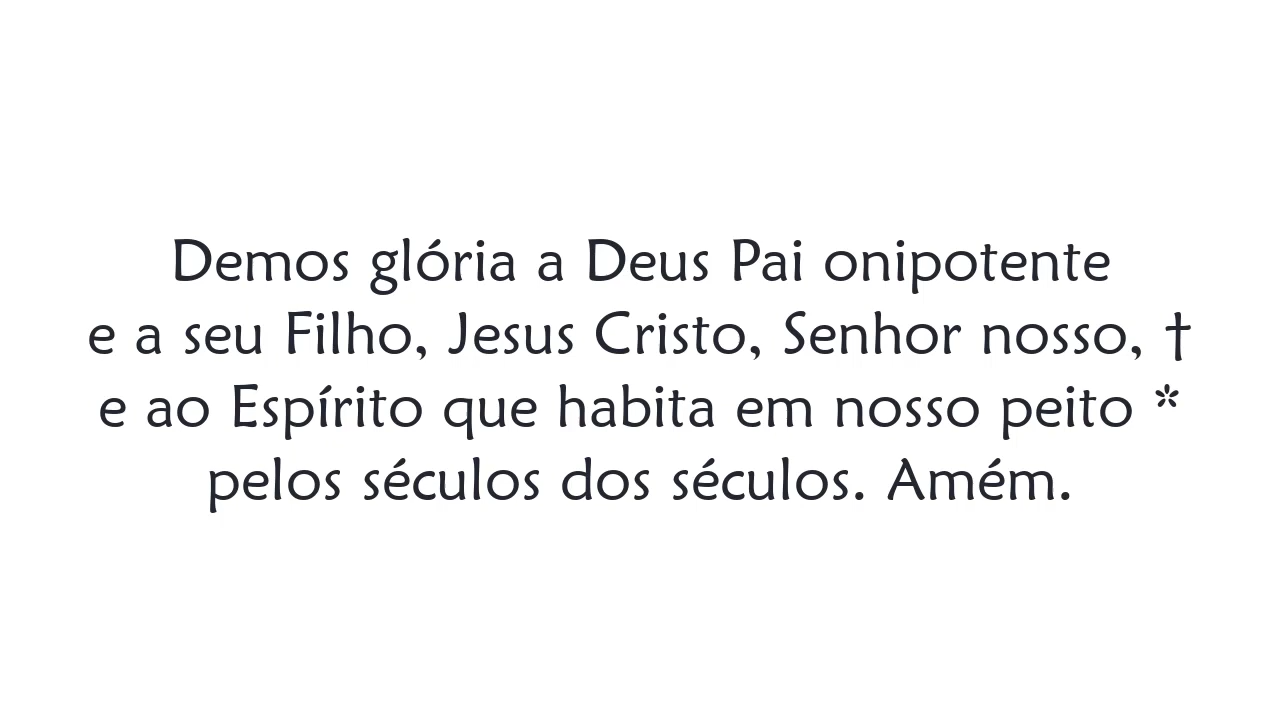 Demos glória a Deus Pai onipotente
e a seu Filho, Jesus Cristo, Senhor nosso, †
e ao Espírito que habita em nosso peito *
pelos séculos dos séculos. Amém.